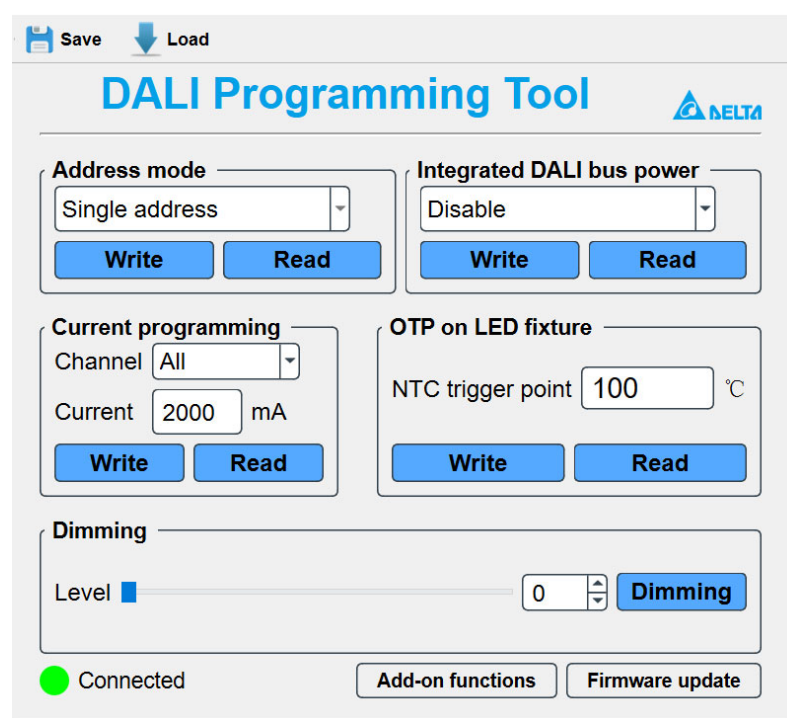 Save Load
DALI Programming Tool
DELTA
Address mode
Single address
Write Read
Integrated DALI bus power
Disable
Write Read
Current programming
Channel All
Current 2000 mA
Write Read
OTP on LED fixture
NTC trigger point 100 ℃
Write Read
Dimming
Level 0 Dimming
Connected Add-on functions Firmware update